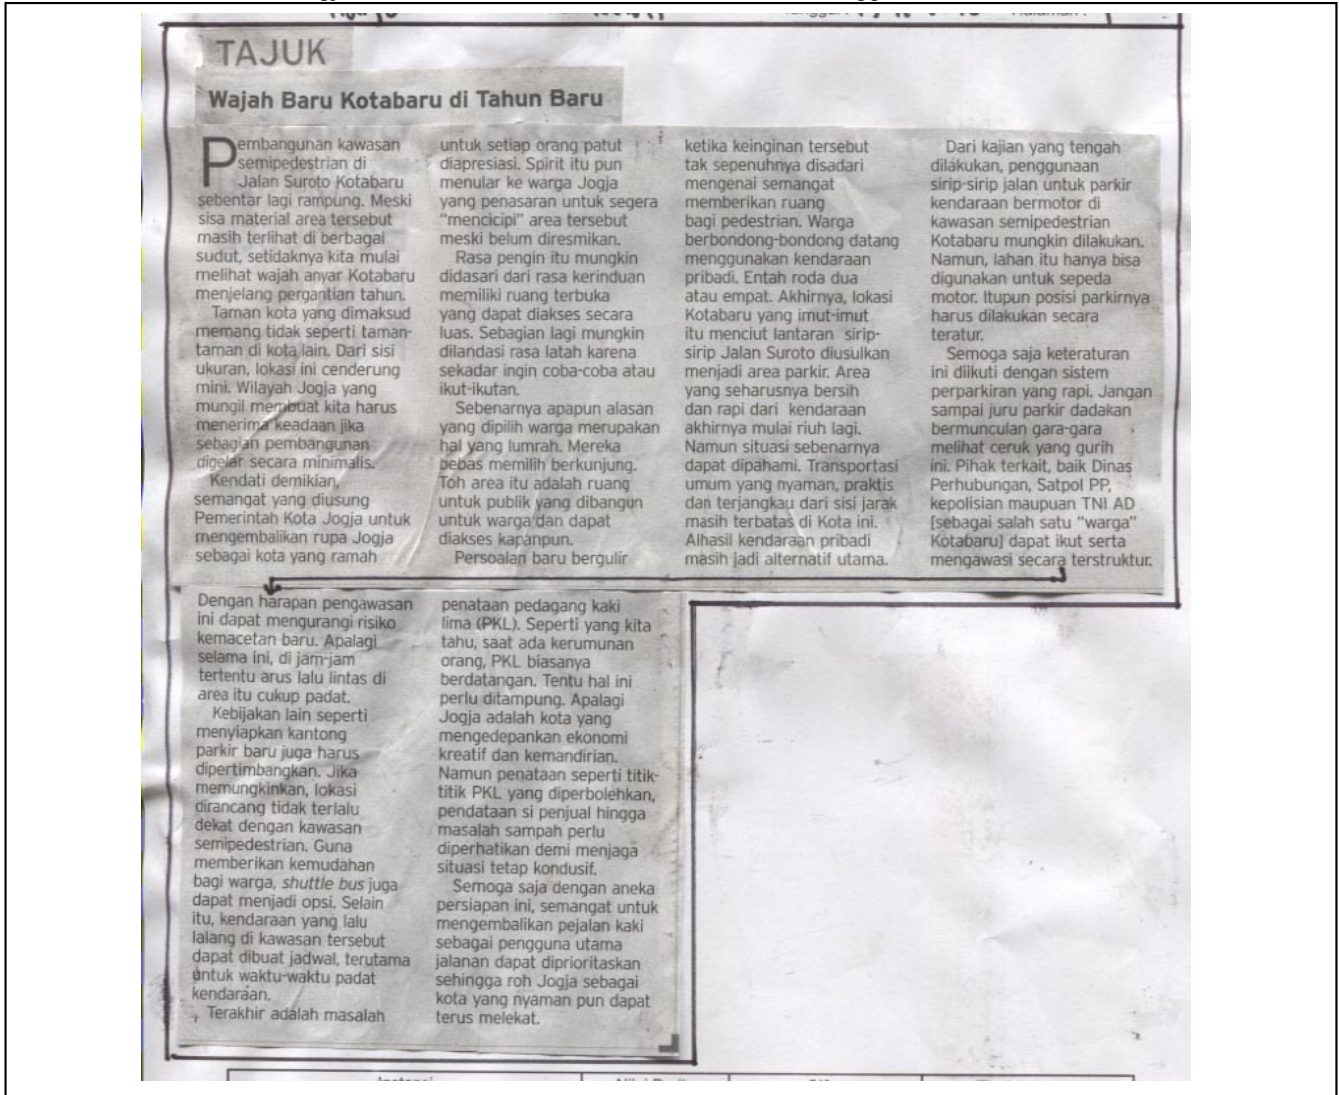 TAJUK
Wajah Baru Kotabaru di Tahun Baru
Pembangunan kawasan
semipedestrian di
Jalan Suroto Kotabaru
sebentar lagi rampung. Meski
sisa material area tersebut
masih terlihat di berbagai
sudut, setidaknya kita mulai
melihat wajah anyar Kotabaru
menjelang pergantian tahun.
Taman kota yang dimaksud
memang tidak seperti taman-
taman di kota lain. Dari sisi
ukuran, lokasi ini cenderung
mini. Wilayah Jogja yang
mungil membuat kita harus
menerima keadaan jika
sebagian pembangunan
digelar secara minimalis.
Kendati demikian,
semangat yang diusung
Pemerintah Kota Jogja untuk
mengembalikan rupa Jogja
sebagai kota yang ramah
untuk setiap orang patut
diapresiasi. Spirit itu pun
menular ke warga Jogja
yang penasaran untuk segera
"mencicipi" area tersebut
meski belum diresmikan.
Rasa pengin itu mungkin
didasari dari rasa kerinduan
memiliki ruang terbuka
yang dapat diakses secara
luas. Sebagian lagi mungkin
dilandasi rasa latah karena
sekadar ingin coba-coba atau
ikut-ikutan.
Sebenarnya apapun alasan
yang dipilih warga merupakan
hal yang lumrah. Mereka
bebas memilih berkunjung.
Toh area itu adalah ruang
untuk publik yang dibangun
untuk warga dan dapat
diakses kapanpun.
Persoalan baru bergulir
ketika keinginan tersebut
tak sepenuhnya disadari
mengenai semangat
memberikan ruang
bagi pedestrian. Warga
berbondong-bondong datang
menggunakan kendaraan
pribadi. Entah roda dua
atau empat. Akhirnya, lokasi
Kotabaru yang imut-imut
itu menciut lantaran sirip-
sirip Jalan Suroto diusulkan
menjadi area parkir. Area
yang seharusnya bersih
dan rapi dari kendaraan
akhirnya mulai riuh lagi.
Namun situasi sebenarnya
dapat dipahami. Transportasi
umum yang nyaman, praktis
dan terjangkau dari sisi jarak
masih terbatas di Kota ini.
Alhasil kendaraan pribadi
masih jadi alternatif utama.
Dari kajian yang tengah
dilakukan, penggunaan
sirip-sirip jalan untuk parkir
kendaraan bermotor di
kawasan semipedestrian
Kotabaru mungkin dilakukan.
Namun, lahan itu hanya bisa
digunakan untuk sepeda
motor. Itupun posisi parkirnya
harus dilakukan secara
teratur.
Semoga saja keteraturan
ini diikuti dengan sistem
perparkiran yang rapi. Jangan
sampai juru parkir dadakan
bermunculan gara-gara
melihat ceruk yang gurih
ini. Pihak terkait, baik Dinas
Perhubungan, Satpol PP,
kepolisian maupuan TNI AD
[sebagai salah satu "warga"
Kotabaru] dapat ikut serta
mengawasi secara terstruktur.
Dengan harapan pengawasan
ini dapat mengurangi risiko
kemacetan baru. Apalagi
selama ini, di jam-jam
tertentu arus lalu lintas di
area itu cukup padat.
Kebijakan lain seperti
menyiapkan kantong
parkir baru juga harus
dipertimbangkan. Jika
memungkinkan, lokasi
dirancang tidak terlalu
dekat dengan kawasan
semipedestrian. Guna
memberikan kemudahan
bagi warga, shuttle bus juga
dapat menjadi opsi. Selain
itu, kendaraan yang lalu
lalang di kawasan tersebut
dapat dibuat jadwal, terutama
untuk waktu-waktu padat
kendaraan.
Terakhir adalah masalah
penataan pedagang kaki
lima (PKL). Seperti yang kita
tahu, saat ada kerumunan
orang, PKL biasanya
berdatangan. Tentu hal ini
perlu ditampung. Apalagi
Jogja adalah kota yang
mengedepankan ekonomi
kreatif dan kemandirian.
Namun penataan seperti titik-
titik PKL yang diperbolehkan,
pendataan si penjual hingga
masalah sampah perlu
diperhatikan demi menjaga
situasi tetap kondusif.
Semoga saja dengan aneka
persiapan ini, semangat untuk
mengembalikan pejalan kaki
sebagai pengguna utama
jalanan dapat diprioritaskan
sehingga roh Jogja sebagai
kota yang nyaman pun dapat
terus melekat.